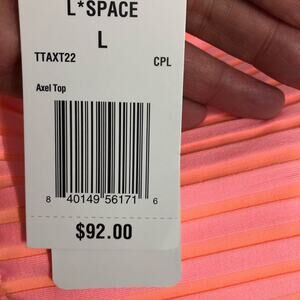 L*SPACE
L
TTAXT22 CPL
Axel Top
8 40149 56171 6
$92.00